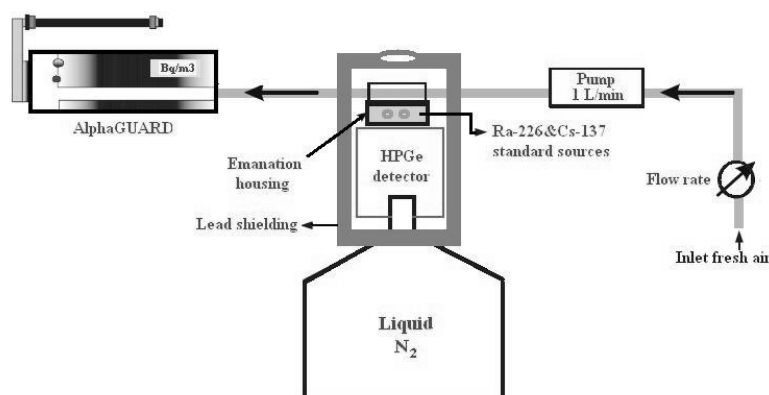 Bq/m3
AlphaGUARD
Emanation
housing
Lead shielding
HPGe
detector
Ra-226&Cs-137
standard sources
Pump
1 L/min
Flow rate
Inlet fresh air
Liquid
N2